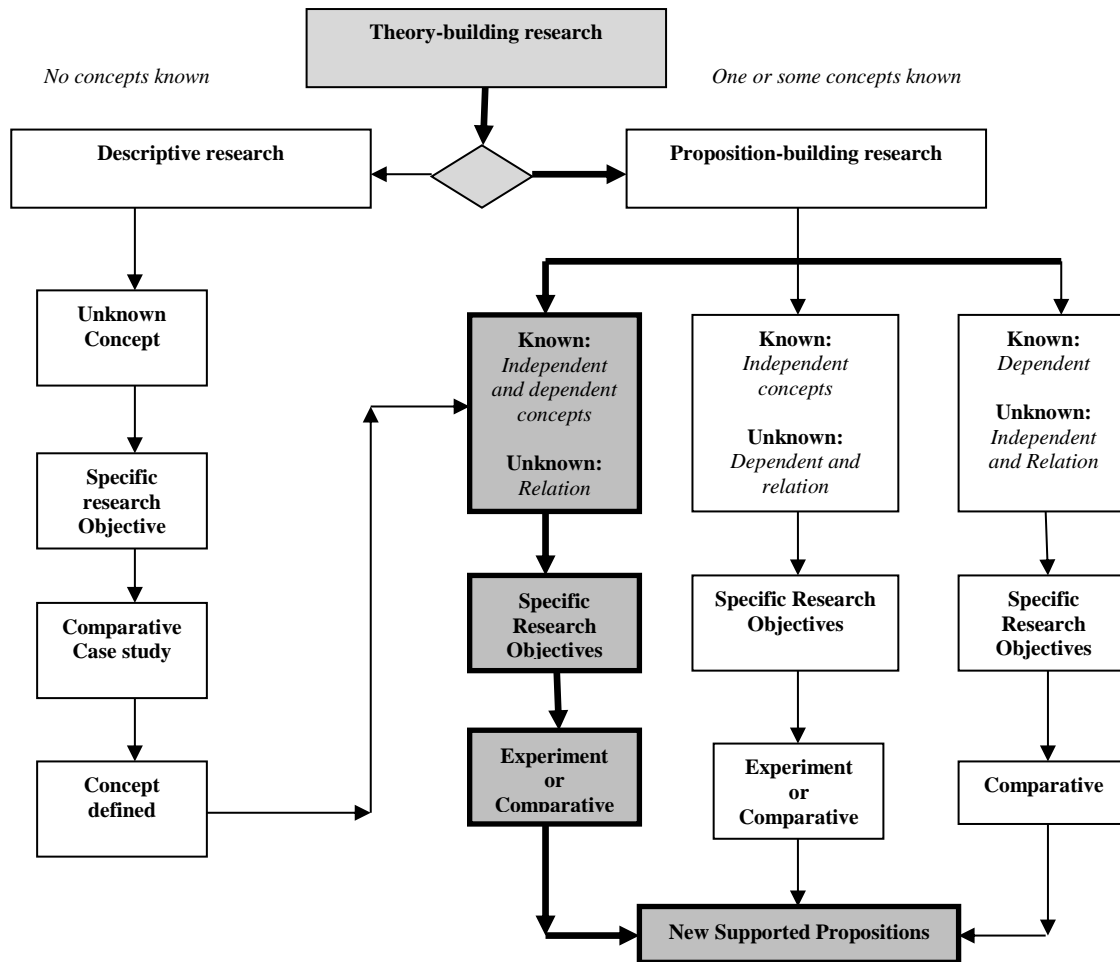 Theory-building research
No concepts known
One or some concepts known
Descriptive research
Proposition-building research
Unknown
Concept
Specific
research
Objective
Comparative
Case study
Concept
defined
Known:
Independent
and dependent
concepts
Unknown:
Relation
Specific
Research
Objectives
Experiment
or
Comparative
Known:
Independent
concepts
Unknown:
Dependent and
relation
Specific Research
Objectives
Experiment
or
Comparative
Known:
Dependent
Unknown:
Independent
and Relation
Specific
Research
Objectives
Comparative
New Supported Propositions